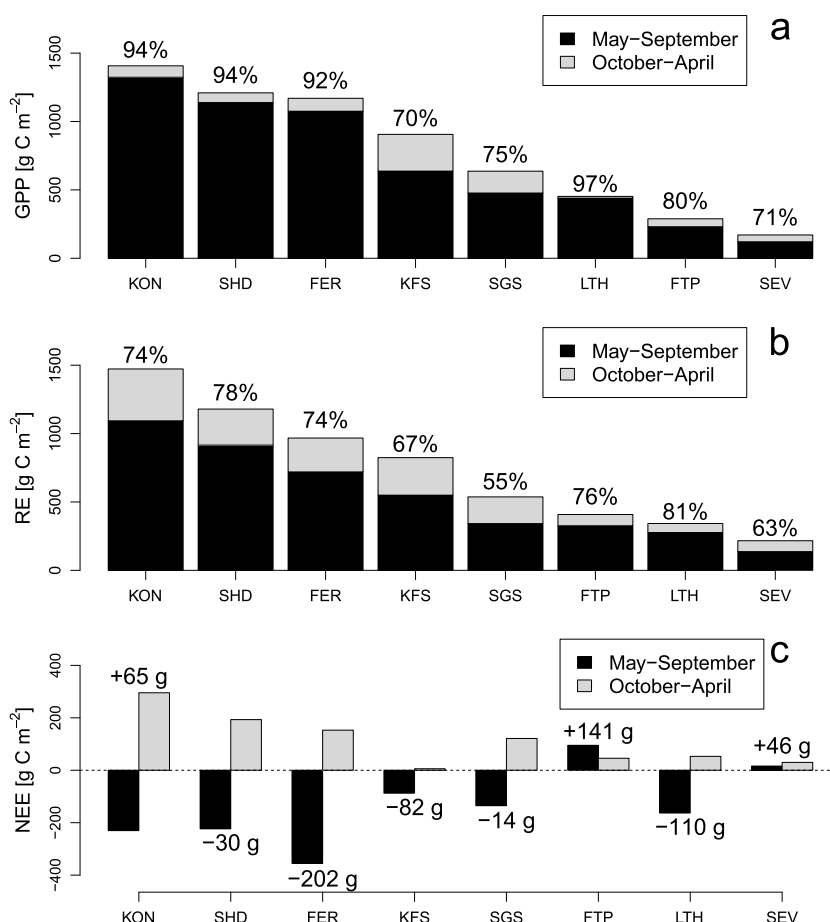 a
May−September
October−April
94%
94%
92%
70%
75%
97%
80%
71%
GPP [g C m−2]
1500
1000
500
0
KON SHD FER KFS SGS LTH FTP SEV
b
May−September
October−April
74%
78%
74%
67%
55%
76%
81%
63%
RE [g C m−2]
1500
1000
500
0
KON SHD FER KFS SGS FTP LTH SEV
c
May−September
October−April
+65 g
−30 g
−202 g
−82 g
−14 g
+141 g
−110 g
+46 g
NEE [g C m−2]
400
200
0
−200
−400
KON SHD FER KFS SGS FTP LTH SEV